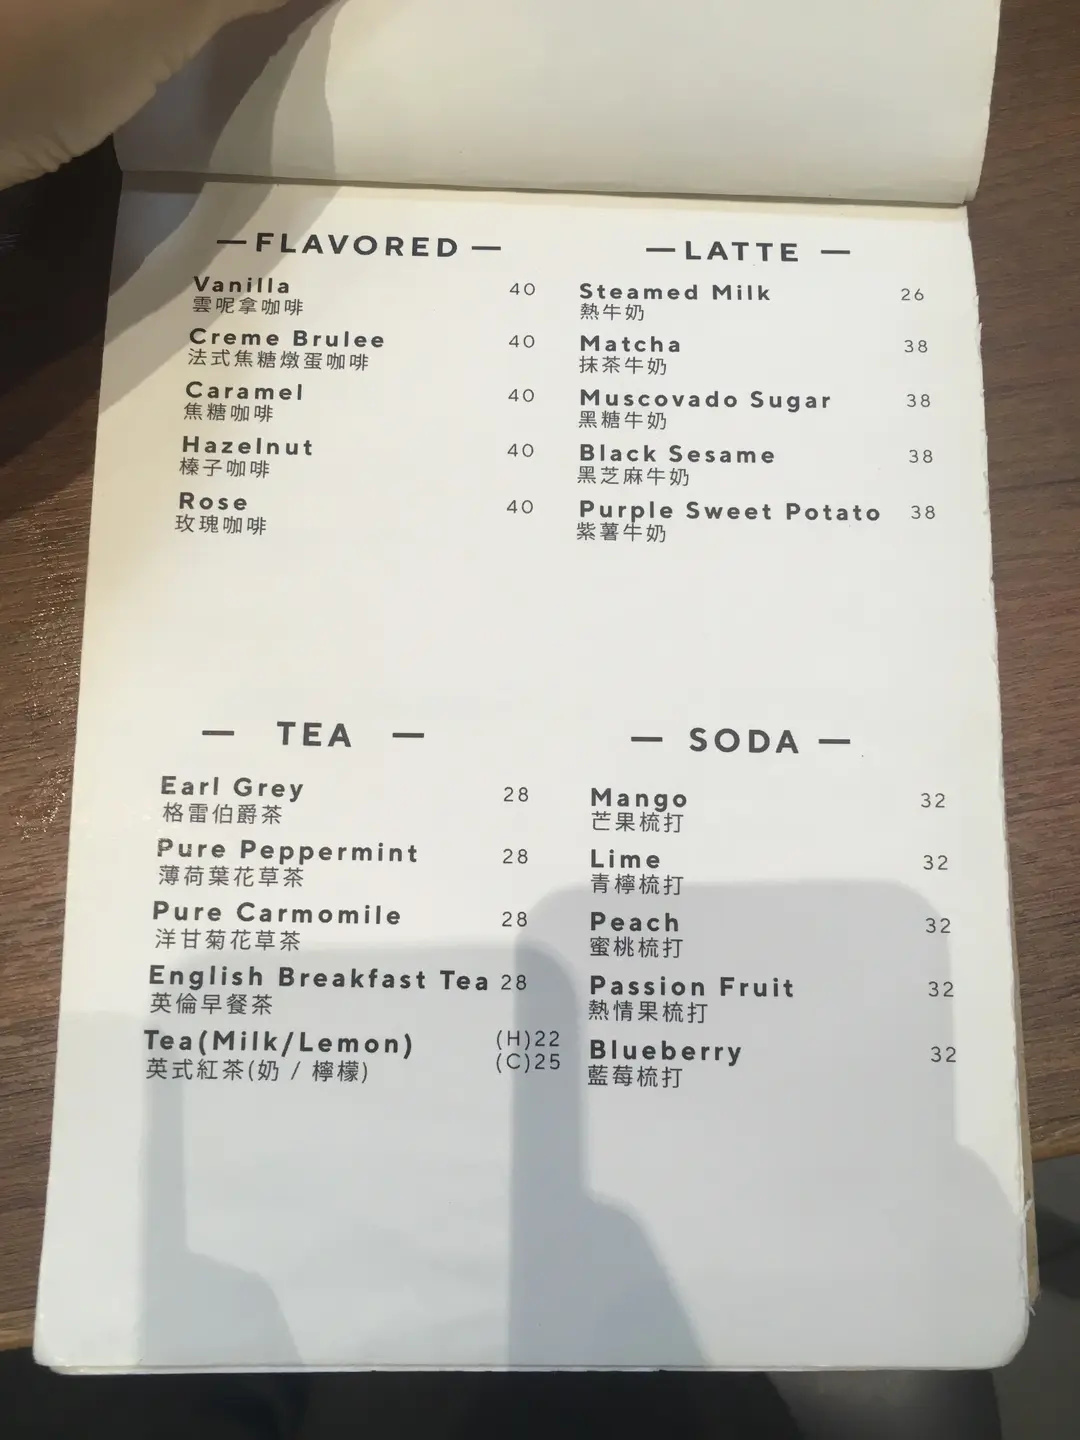 — FLAVORED —
Vanilla 40
雲呢拿咖啡
Creme Brulee 40
法式焦糖燉蛋咖啡
Caramel 40
焦糖咖啡
Hazelnut 40
榛子咖啡
Rose 40
玫瑰咖啡
— LATTE —
Steamed Milk 26
熱牛奶
Matcha 38
抹茶牛奶
Muscovado Sugar 38
黑糖牛奶
Black Sesame 38
黑芝麻牛奶
Purple Sweet Potato 38
紫薯牛奶
— TEA —
Earl Grey 28
格雷伯爵茶
Pure Peppermint 28
薄荷葉花草茶
Pure Carmomile 28
洋甘菊花草茶
English Breakfast Tea 28
英倫早餐茶
Tea(Milk/Lemon) (H)22
(C)25
英式紅茶(奶 / 檸檬)
— SODA —
Mango 32
芒果梳打
Lime 32
青檸梳打
Peach 32
蜜桃梳打
Passion Fruit 32
熱情果梳打
Blueberry 32
藍莓梳打